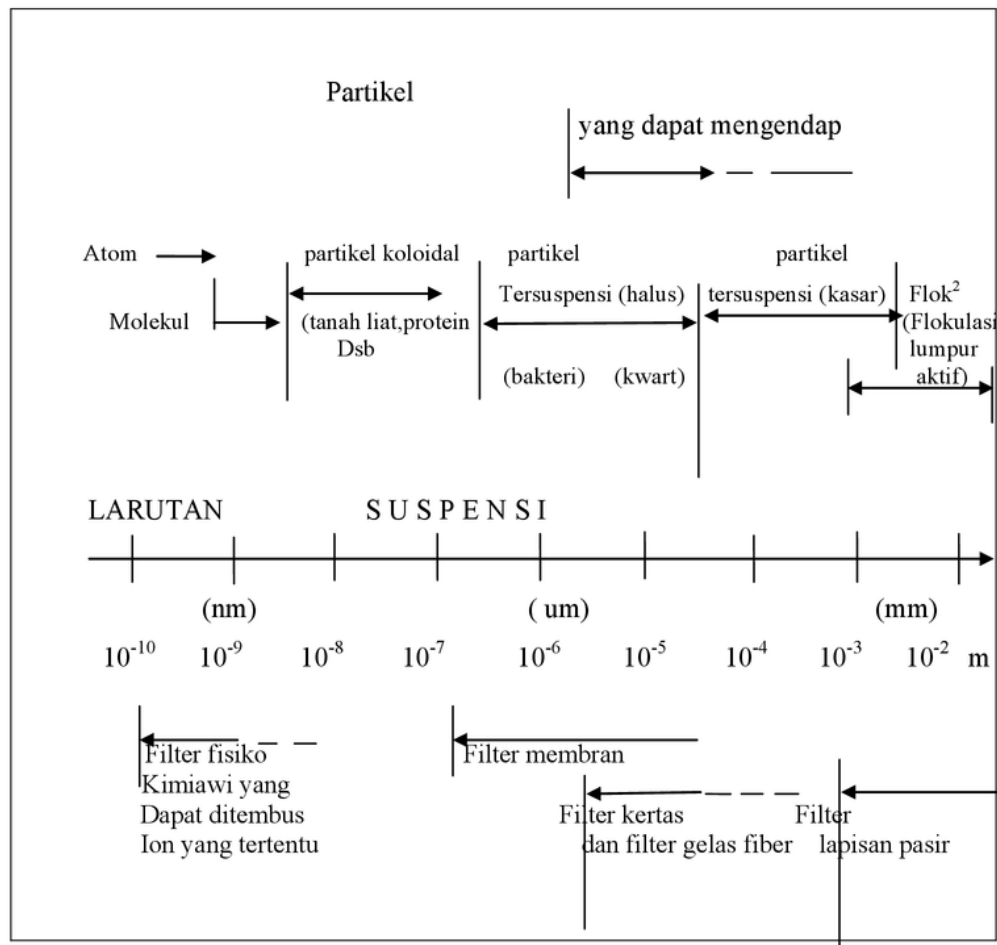 Partikel
yang dapat mengendap
Atom
partikel koloidal
partikel
partikel
Molekul
(tanah liat,protein
Dsb
Tersuspensi (halus)
(bakteri) (kwart)
tersuspensi (kasar)
Flok²
(Flokulasi
lumpur
aktif)
LARUTAN
S U S P E N S I
(nm) ( um) (mm)
10⁻¹⁰ 10⁻⁹ 10⁻⁸ 10⁻⁷ 10⁻⁶ 10⁻⁵ 10⁻⁴ 10⁻³ 10⁻² m
Filter fisiko
Kimiawi yang
Dapat ditembus
Ion yang tertentu
Filter membran
Filter kertas
dan filter gelas fiber
Filter
lapisan pasir